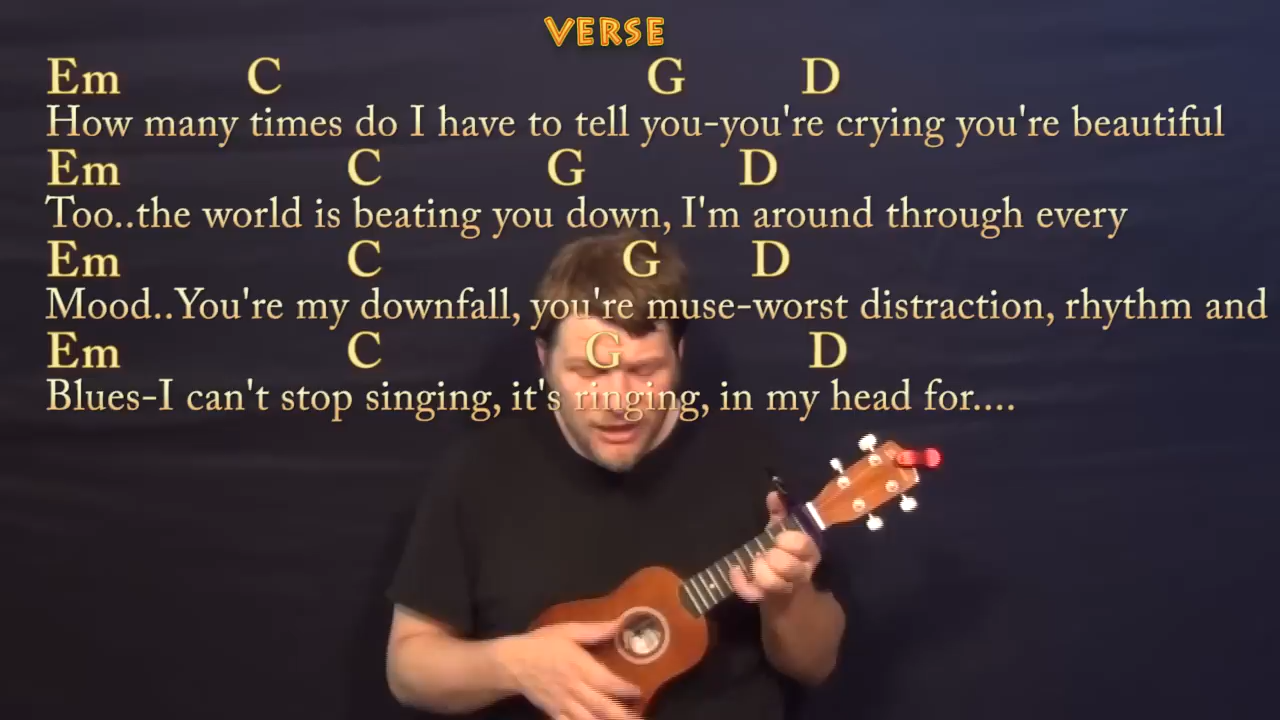 VERSE
Em C G D
How many times do I have to tell you-you're crying you're beautiful
Em C G D
Too..the world is beating you down, I'm around through every
Em C G D
Mood..You're my downfall, you're muse-worst distraction, rhythm and
Em C G D
Blues-I can't stop singing, it's ringing, in my head for....